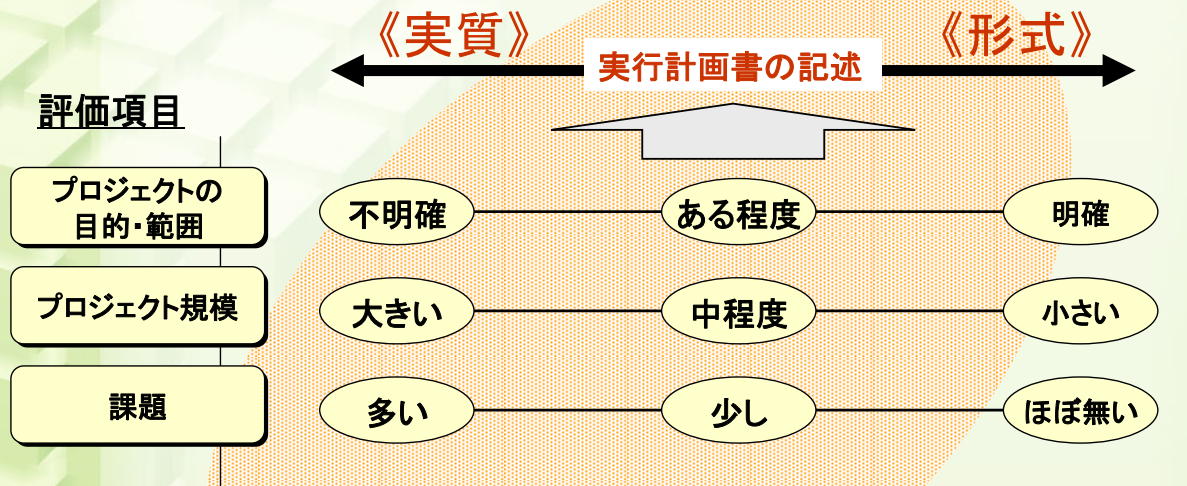 《実質》
《形式》
実行計画書の記述
評価項目
プロジェクトの
目的・範囲
不明確
ある程度
明確
プロジェクト規模
大きい
中程度
小さい
課題
多い
少し
ほぼ無い